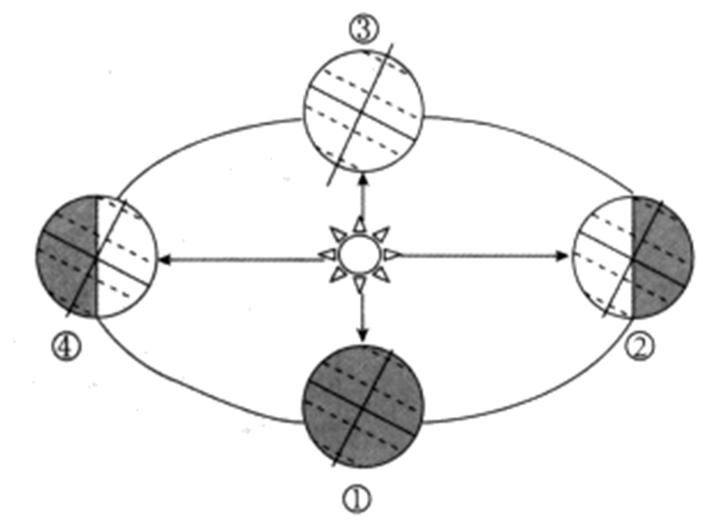 ③
④
②
①